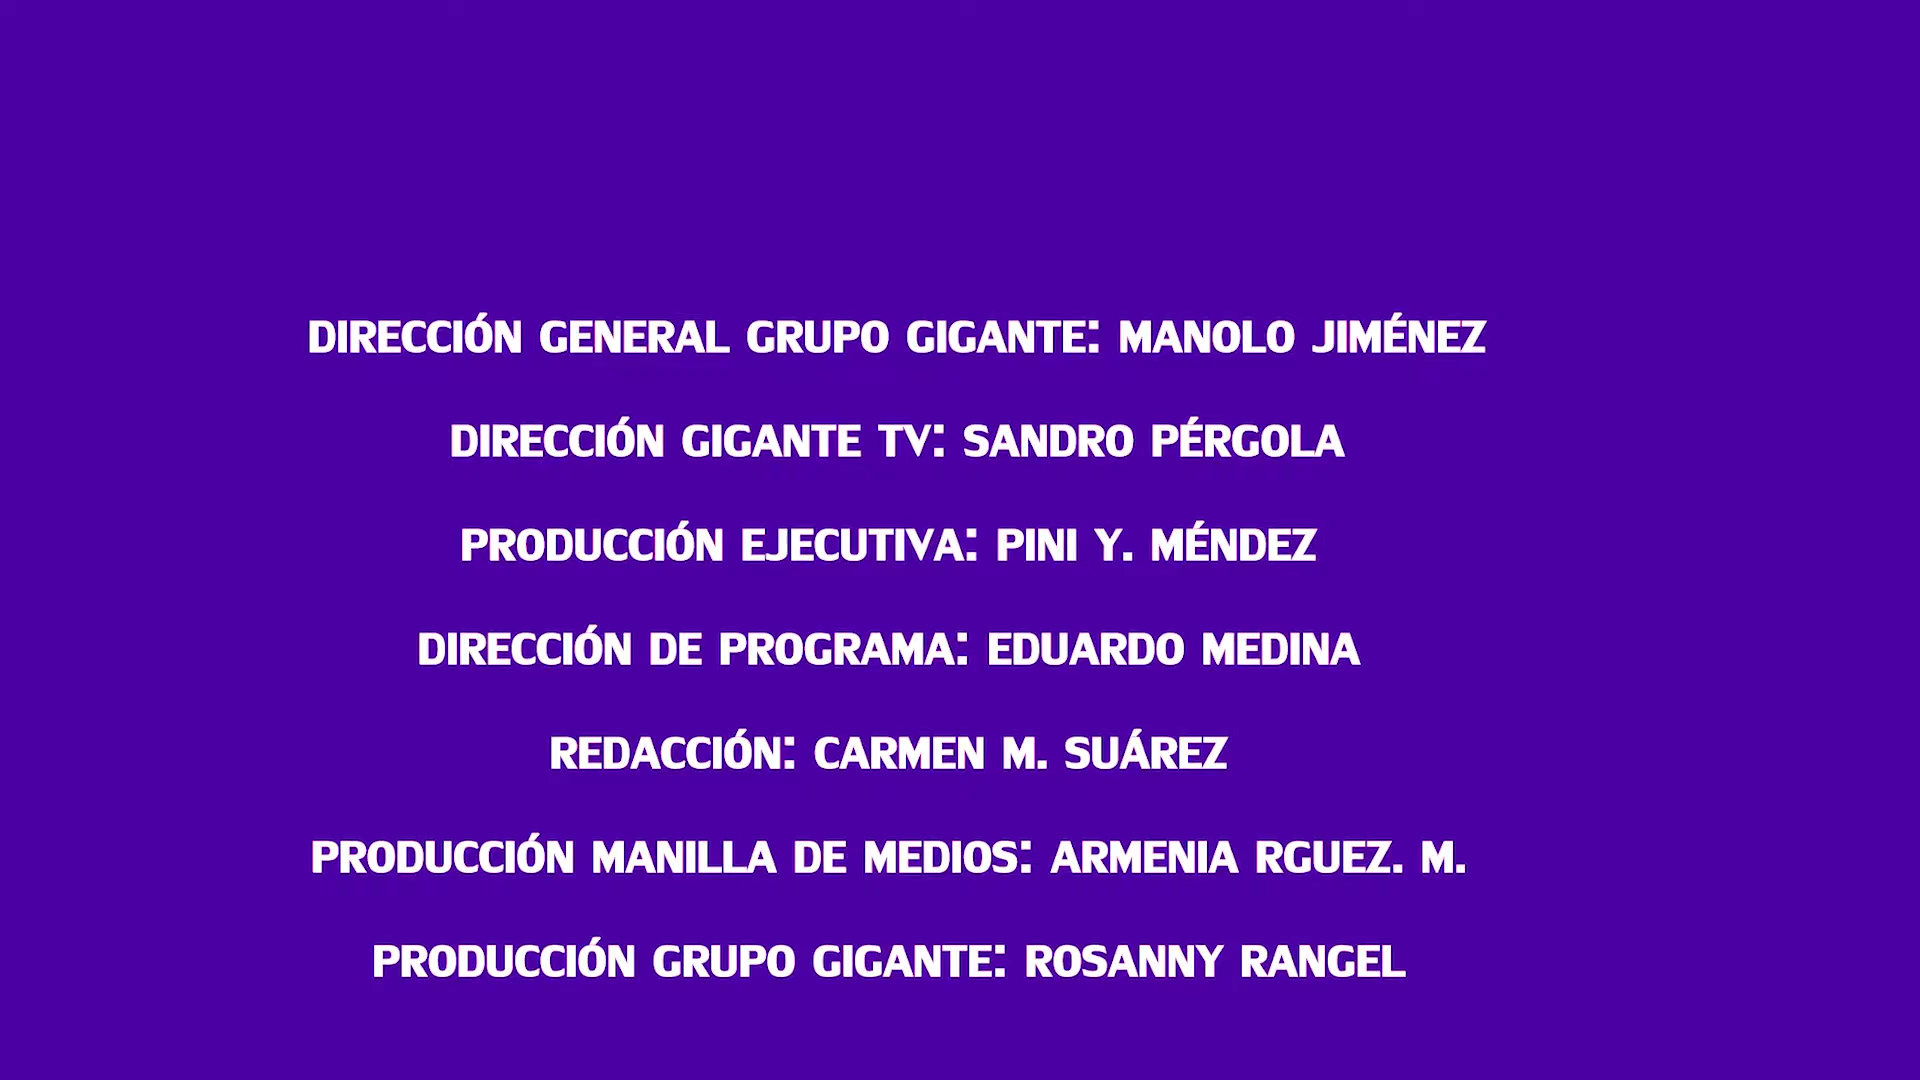 DIRECCIÓN GENERAL GRUPO GIGANTE: MANOLO JIMÉNEZ
DIRECCIÓN GIGANTE TV: SANDRO PÉRGOLA
PRODUCCIÓN EJECUTIVA: PINI Y. MÉNDEZ
DIRECCIÓN DE PROGRAMA: EDUARDO MEDINA
REDACCIÓN: CARMEN M. SUÁREZ
PRODUCCIÓN MANILLA DE MEDIOS: ARMENIA RGUEZ. M.
PRODUCCIÓN GRUPO GIGANTE: ROSANNY RANGEL